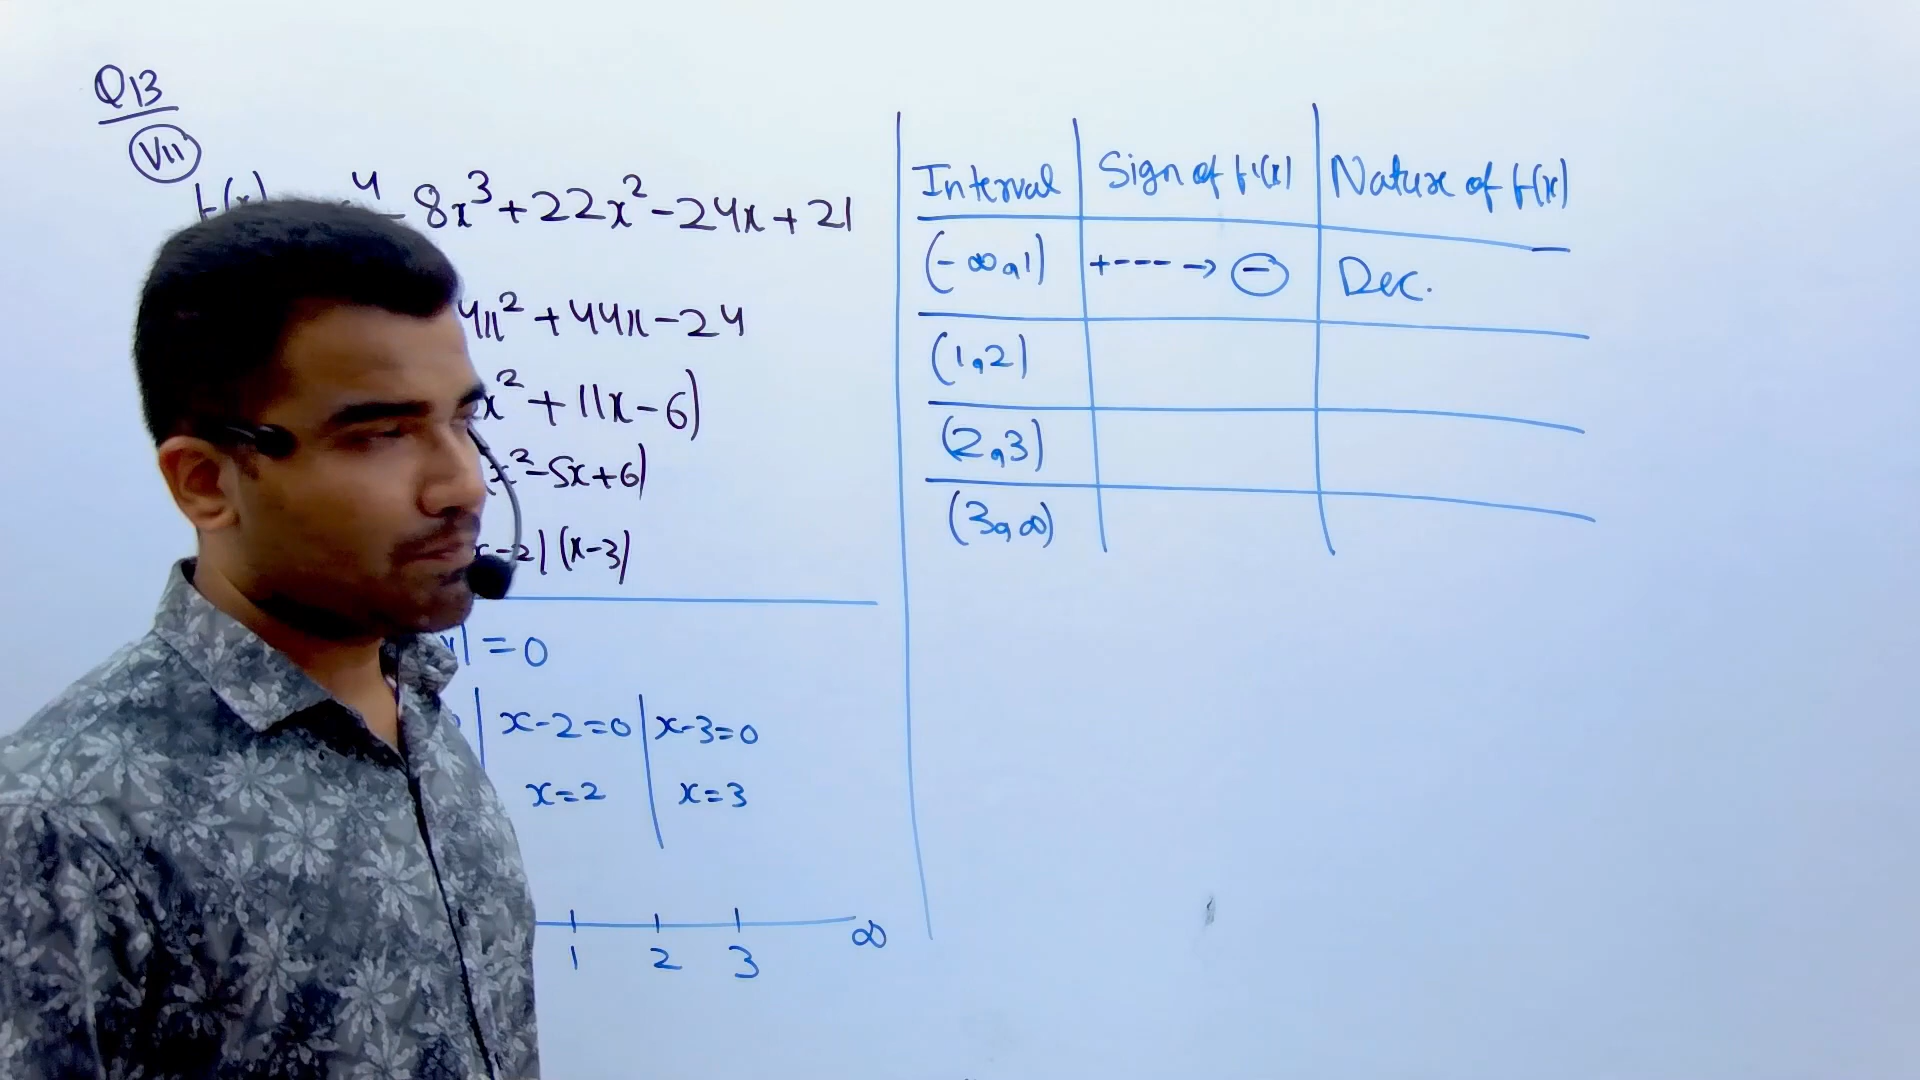 Q13
VII
f(x) 4 - 8x³ + 22x² - 24x + 21
4x² + 44x - 24
x² + 11x - 6)
x² - 5x + 6)
x - 2) (x - 3)
= 0
x - 2 = 0 x - 3 = 0
x = 2 x = 3
1 2 3 ∞
Interval Sign of f'(x) Nature of f(x)
(-∞, 1) + - - - → ⊖ Dec.
(1, 2)
(2, 3)
(3, ∞)